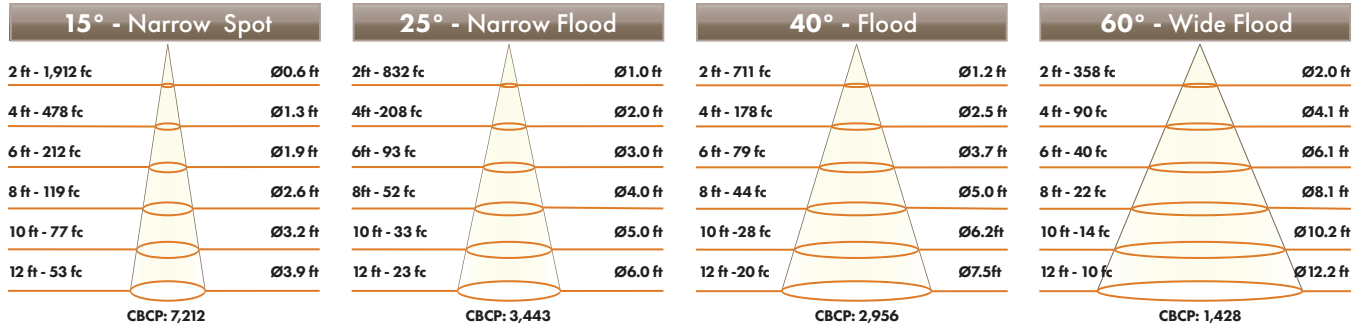 15° - Narrow Spot
2 ft - 1,912 fc Ø0.6 ft
4 ft - 478 fc Ø1.3 ft
6 ft - 212 fc Ø1.9 ft
8 ft - 119 fc Ø2.6 ft
10 ft - 77 fc Ø3.2 ft
12 ft - 53 fc Ø3.9 ft
CBCP: 7,212
25° - Narrow Flood
2ft - 832 fc Ø1.0 ft
4ft -208 fc Ø2.0 ft
6ft - 93 fc Ø3.0 ft
8ft - 52 fc Ø4.0 ft
10 ft - 33 fc Ø5.0 ft
12 ft - 23 fc Ø6.0 ft
CBCP: 3,443
40° - Flood
2 ft - 711 fc Ø1.2 ft
4 ft - 178 fc Ø2.5 ft
6 ft - 79 fc Ø3.7 ft
8 ft - 44 fc Ø5.0 ft
10 ft -28 fc Ø6.2ft
12 ft -20 fc Ø7.5ft
CBCP: 2,956
60° - Wide Flood
2 ft - 358 fc Ø2.0 ft
4 ft - 90 fc Ø4.1 ft
6 ft - 40 fc Ø6.1 ft
8 ft - 22 fc Ø8.1 ft
10 ft -14 fc Ø10.2 ft
12 ft - 10 fc Ø12.2 ft
CBCP: 1,428